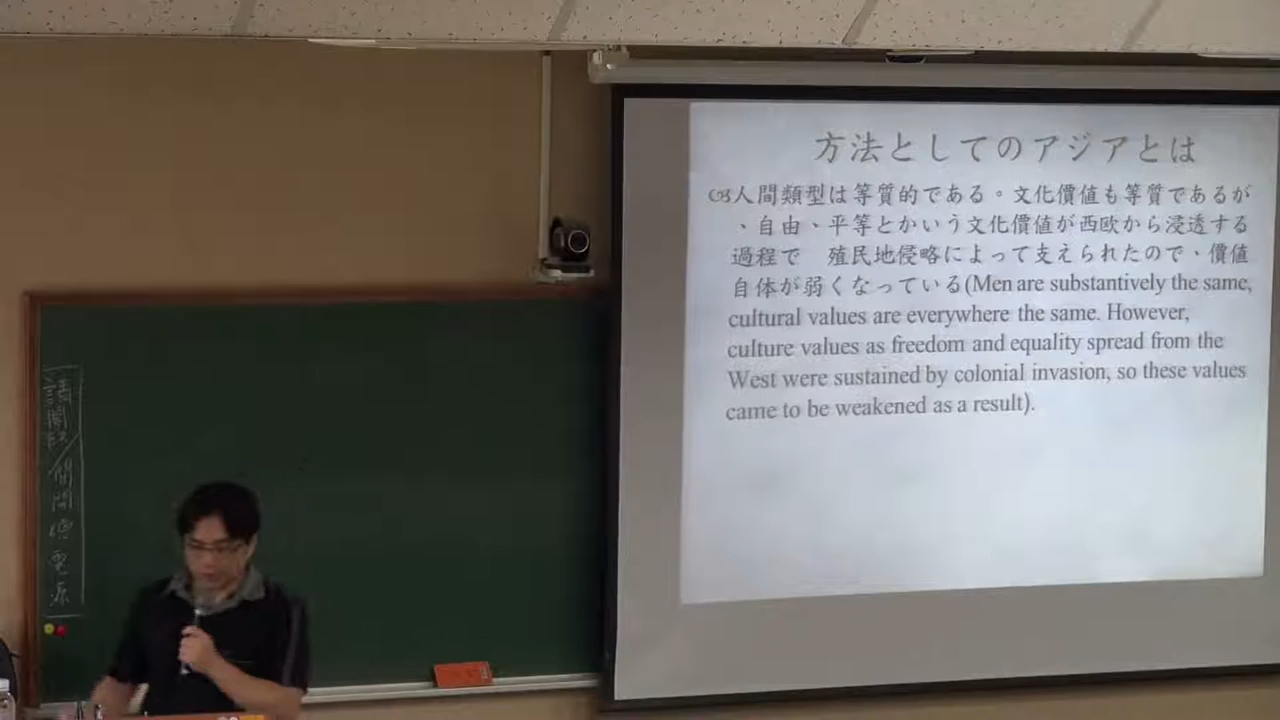 方法としてのアジアとは
人間類型は等質的である。文化價值も等質であるが
、自由、平等とかいう文化價值が西欧から浸透する
過程で 殖民地侵略によって支えられたので、價值
自体が弱くなっている(Men are substantively the same,
cultural values are everywhere the same. However,
culture values as freedom and equality spread from the
West were sustained by colonial invasion, so these values
came to be weakened as a result).
電
源